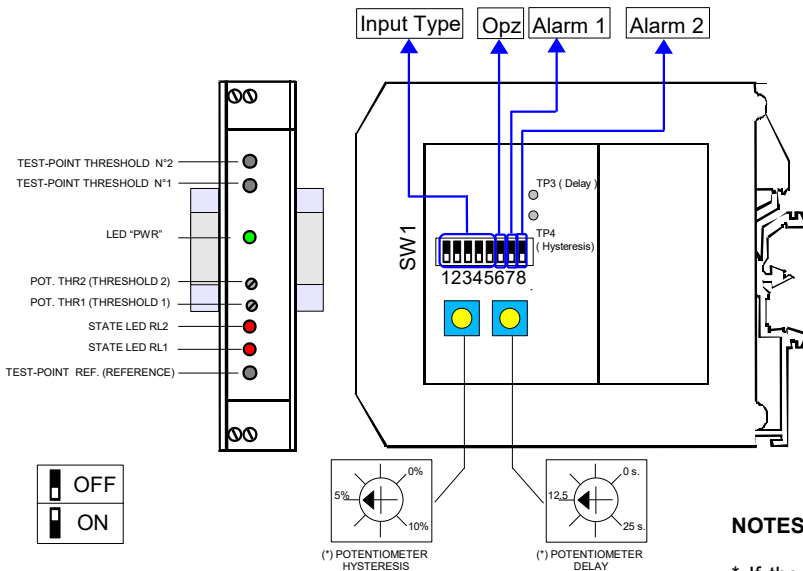 Input Type
Opz
Alarm 1
Alarm 2
TEST-POINT THRESHOLD N°2
TEST-POINT THRESHOLD N°1
LED “PWR”
POT. THR2 (THRESHOLD 2)
POT. THR1 (THRESHOLD 1)
STATE LED RL2
STATE LED RL1
TEST-POINT REF. (REFERENCE)
TP3 ( Delay )
TP4
( Hysteresis)
SW1
12345678
OFF
ON
0%
5%
10%
(*) POTENTIOMETER
HYSTERESIS
0 s.
12,5
25 s.
(*) POTENTIOMETER
DELAY
NOTES
* If the